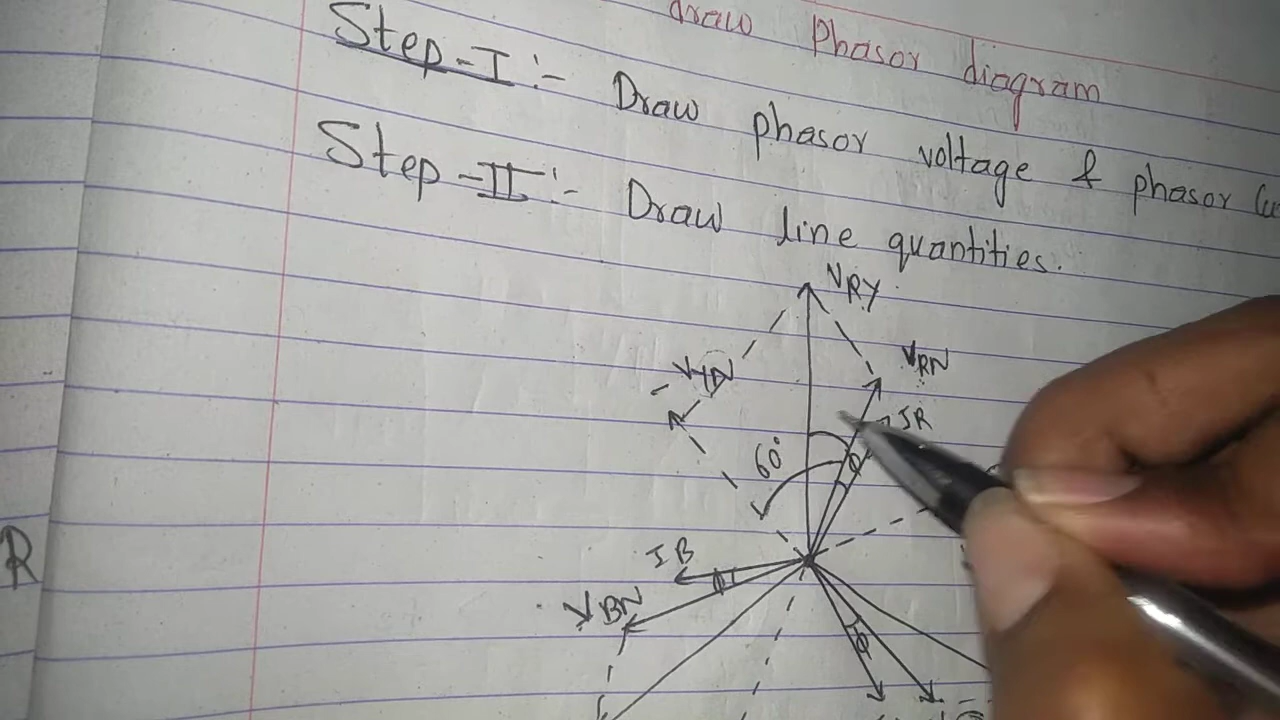 draw Phasor diagram
Step-I :- Draw phasor voltage & phasor
Step-II :- Draw line quantities.
VRY
VRN
VYN
IR
60°
Φ
R
IB
Φ
VBN
Φ